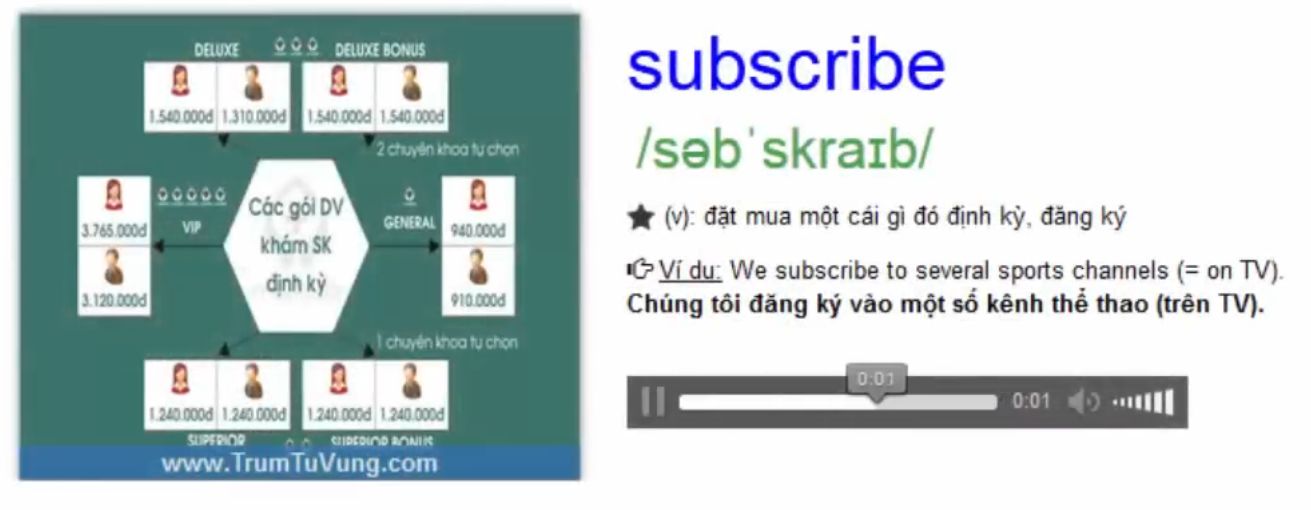 DELUXE
DELUXE BONUS
1.540.000đ
1.310.000đ
1.540.000đ
1.540.000đ
2 chuyên khoa tự chọn
3.765.000đ
VIP
3.120.000đ
Các gói DV
khám SK
định kỳ
GENERAL
940.000đ
910.000đ
1 chuyên khoa tự chọn
1.240.000đ
1.240.000đ
1.240.000đ
1.240.000đ
SUPERIOR
SUPERIOR BONUS
www.TrumTuVung.com
subscribe
/səbˈskraɪb/
(v): đặt mua một cái gì đó định kỳ, đăng ký
Ví dụ: We subscribe to several sports channels (= on TV).
Chúng tôi đăng ký vào một số kênh thể thao (trên TV).
0:01
0:01